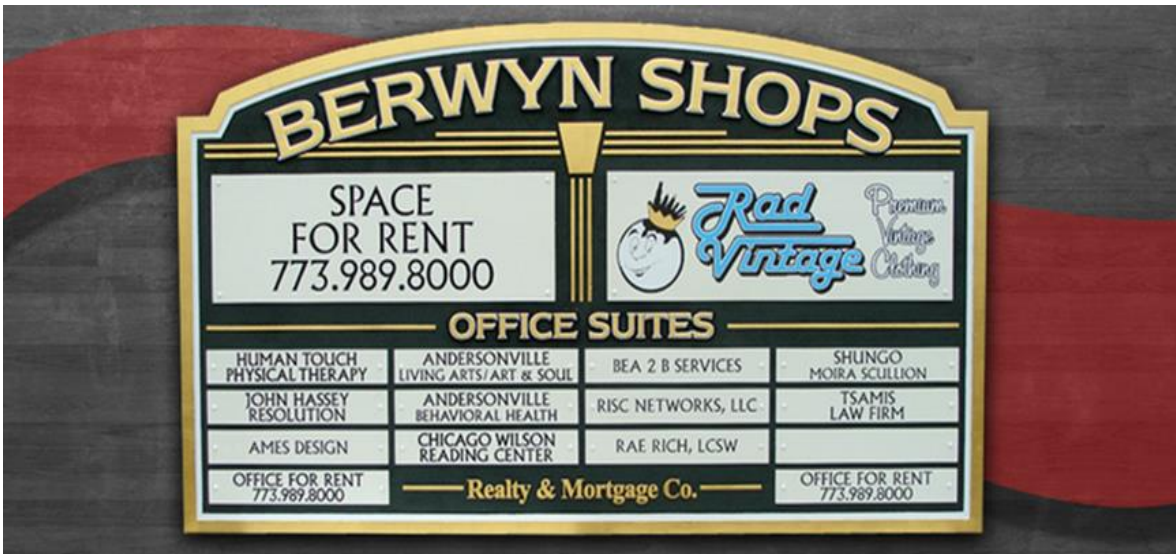 BERWYN SHOPS
SPACE
FOR RENT
773.989.8000
Rad
Vintage
Premium
Vintage
Clothing
OFFICE SUITES
HUMAN TOUCH
PHYSICAL THERAPY
ANDERSONVILLE
LIVING ARTS/ART & SOUL
BEA 2 B SERVICES
SHUNGO
MOIRA SCULLION
JOHN HASSEY
RESOLUTION
ANDERSONVILLE
BEHAVIORAL HEALTH
RISC NETWORKS, LLC
TSAMIS
LAW FIRM
AMES DESIGN
CHICAGO WILSON
READING CENTER
RAE RICH, LCSW
OFFICE FOR RENT
773.989.8000
Realty & Mortgage Co.
OFFICE FOR RENT
773.989.8000